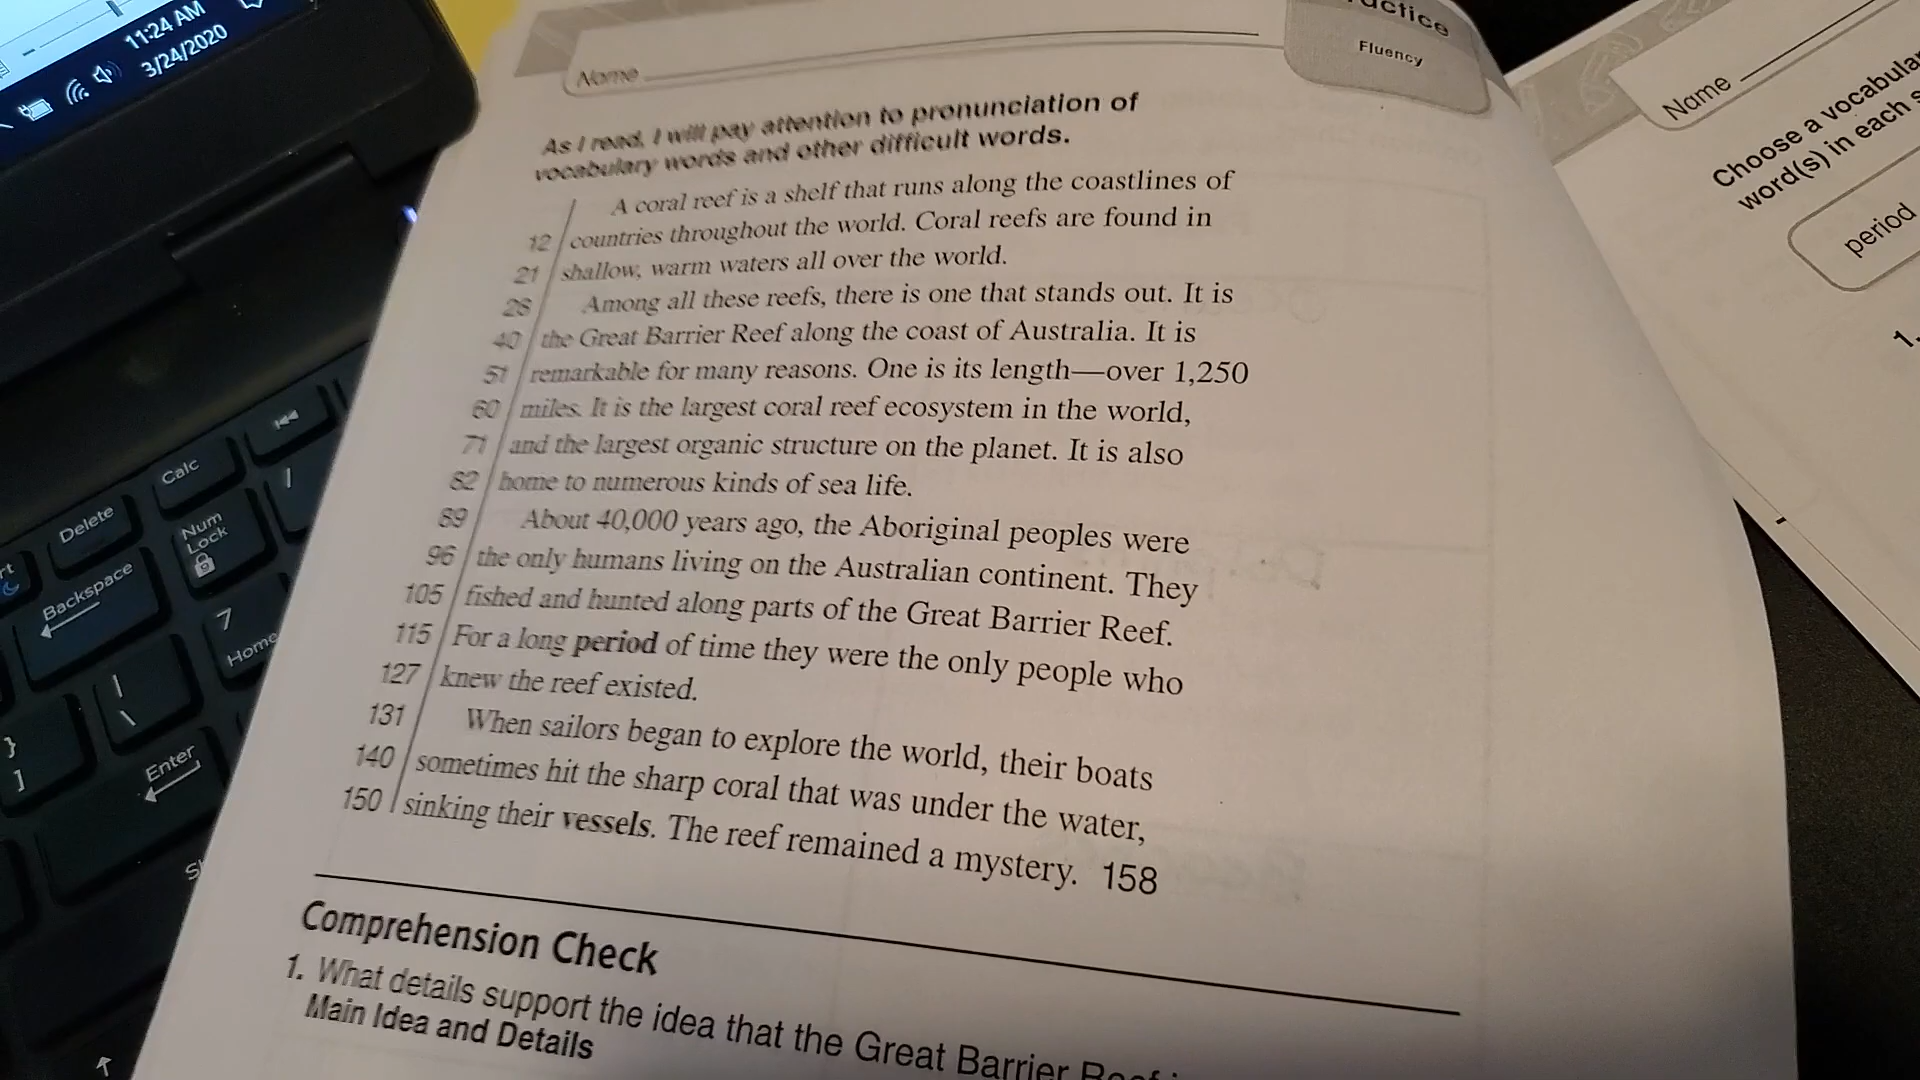 11:24 AM
3/24/2020
Calc
Delete
Num
Lock
Backspace
7
Home
Enter
Name
Fluency
As I read, I will pay attention to pronunciation of
vocabulary words and other difficult words.
A coral reef is a shelf that runs along the coastlines of
12 countries throughout the world. Coral reefs are found in
21 shallow, warm waters all over the world.
28 Among all these reefs, there is one that stands out. It is
40 the Great Barrier Reef along the coast of Australia. It is
51 remarkable for many reasons. One is its length—over 1,250
60 miles. It is the largest coral reef ecosystem in the world,
71 and the largest organic structure on the planet. It is also
82 home to numerous kinds of sea life.
89 About 40,000 years ago, the Aboriginal peoples were
96 the only humans living on the Australian continent. They
105 fished and hunted along parts of the Great Barrier Reef.
115 For a long period of time they were the only people who
127 knew the reef existed.
131 When sailors began to explore the world, their boats
140 sometimes hit the sharp coral that was under the water,
150 sinking their vessels. The reef remained a mystery. 158
Comprehension Check
1. What details support the idea that the Great Barrier
Main Idea and Details
Name
Choose a
word(s) in each
period
1.